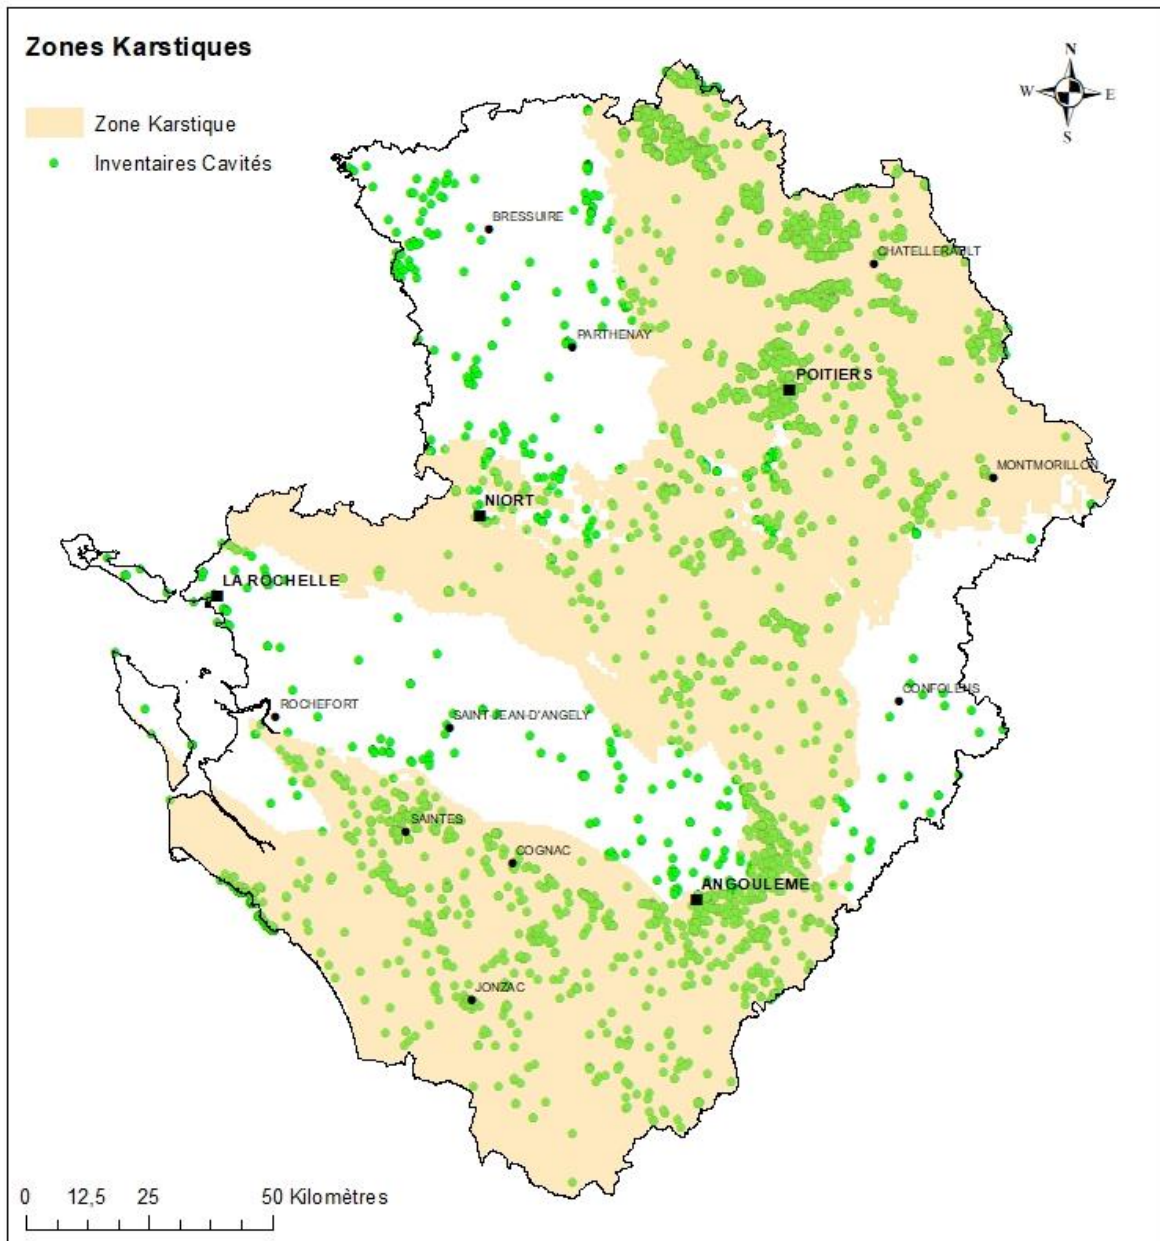 Zones Karstiques
Zone Karstique
Inventaires Cavités
N
W
E
S
BRESSUIRE
CHATELLERAULT
PARTHENAY
POITIERS
MONTMORILLON
NIORT
LA ROCHELLE
CONFOLENS
ROCHEFORT
SAINT-JEAN-D'ANGELY
SAINTES
COGNAC
ANGOULEME
JONZAC
0 12,5 25 50 Kilomètres